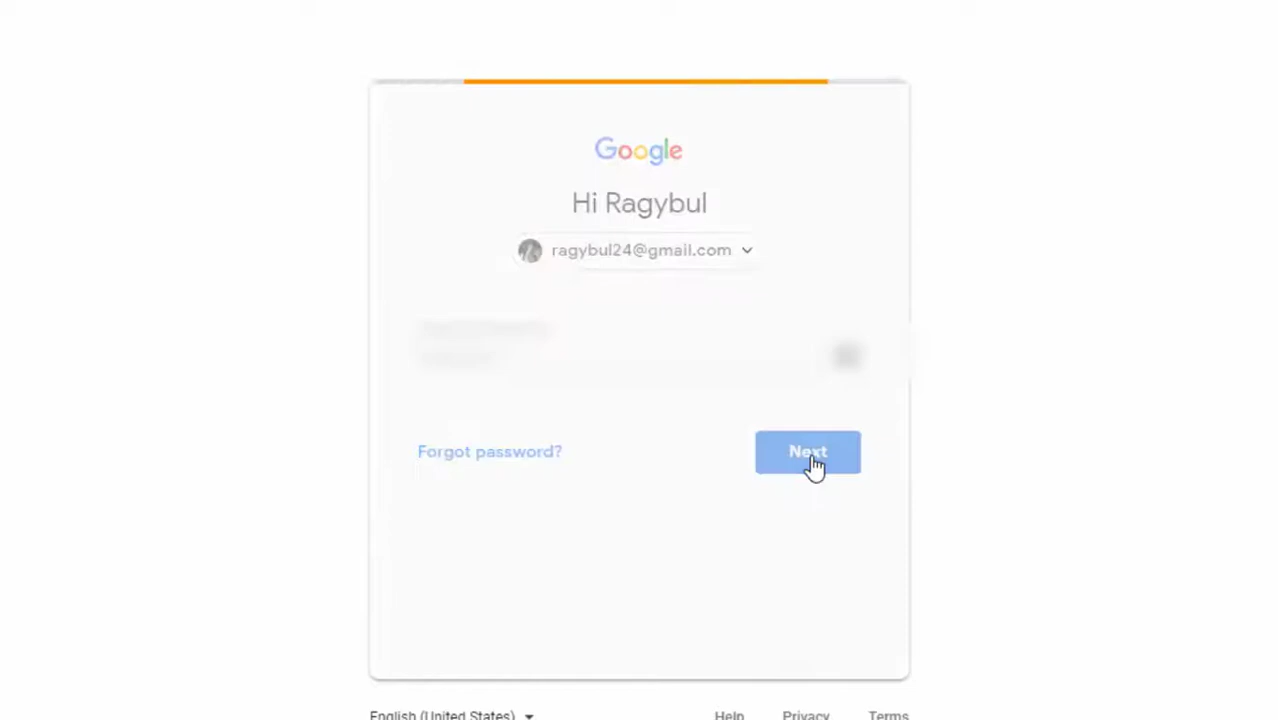 Google
Hi Ragybul
ragybul24@gmail.com
Forgot password?
Next
English (United States)
Help
Privacy
Terms